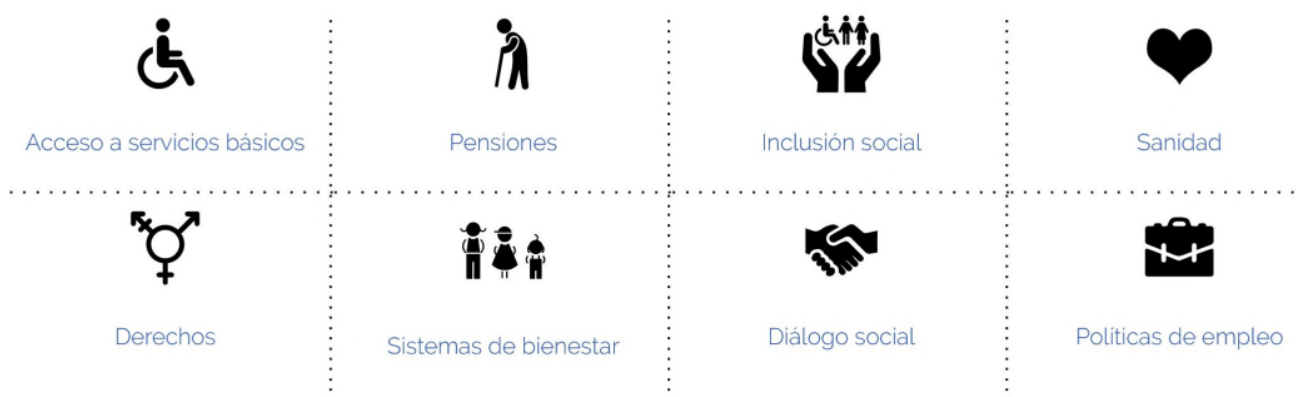 Acceso a servicios básicos
Pensiones
Inclusión social
Sanidad
Derechos
Sistemas de bienestar
Diálogo social
Políticas de empleo